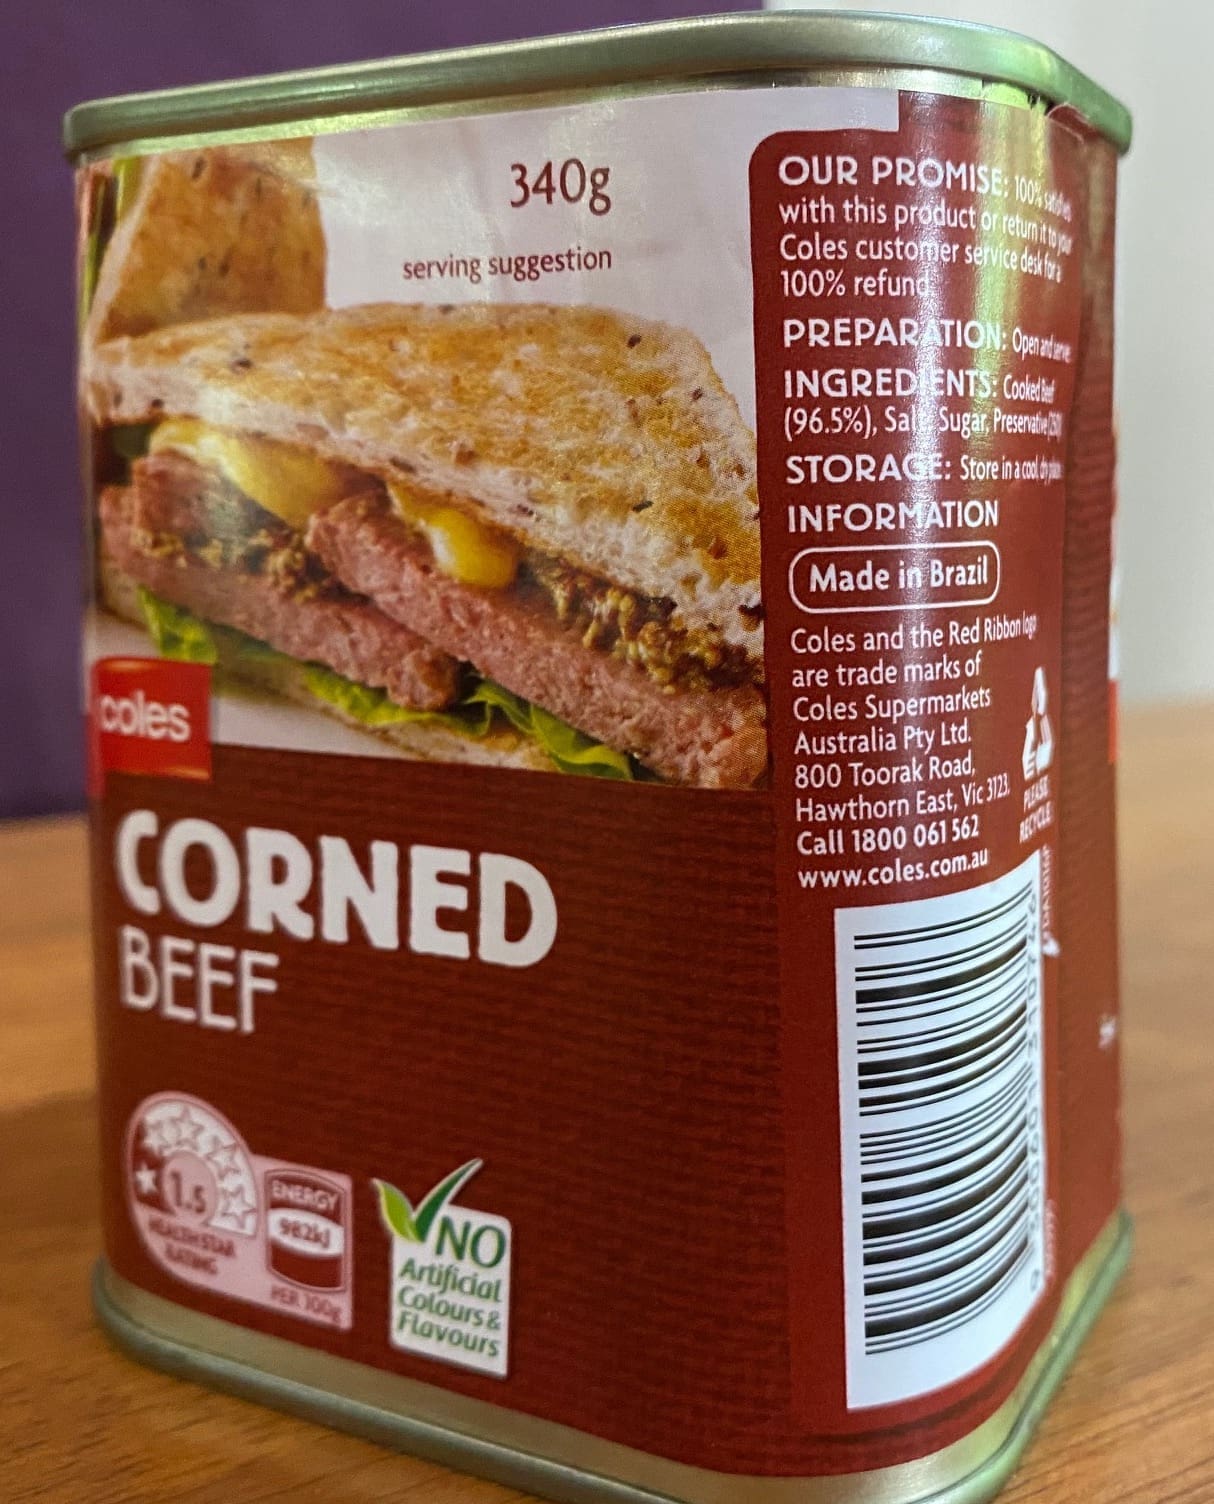 340g
serving suggestion
coles
CORNED
BEEF
1.5
HEALTH STAR
RATING
ENERGY
982kJ
PER 100g
NO
Artificial
Colours &
Flavours
OUR PROMISE: 100% satisfied
with this product or return it to your
Coles customer service desk for a
100% refund
PREPARATION: Open and serve
INGREDIENTS: Cooked Beef
(96.5%), Salt, Sugar, Preservative (250)
STORAGE: Store in a cool dry place
INFORMATION
Made in Brazil
Coles and the Red Ribbon logo
are trade marks of
Coles Supermarkets
Australia Pty Ltd.
800 Toorak Road,
Hawthorn East, Vic 3123.
Call 1800 061 562
www.coles.com.au
PLEASE
RECYCLE